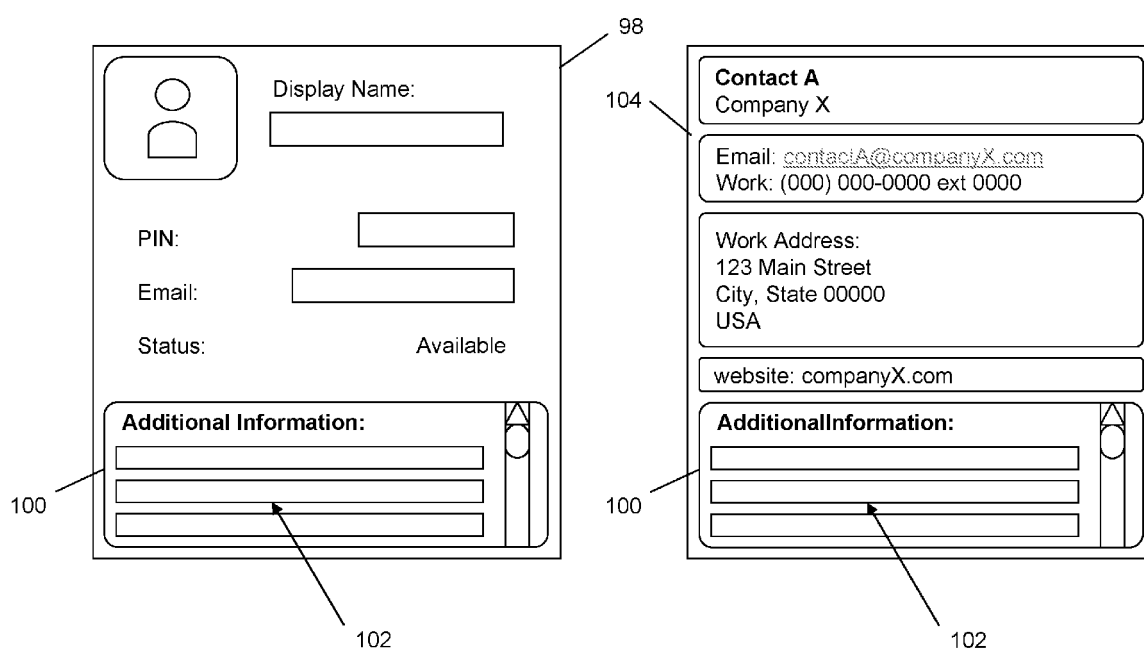 98
Display Name:
PIN:
Email:
Status: Available
Additional Information:
100
102
104
Contact A
Company X
Email: contactA@companyX.com
Work: (000) 000-0000 ext 0000
Work Address:
123 Main Street
City, State 00000
USA
website: companyX.com
AdditionalInformation:
100
102